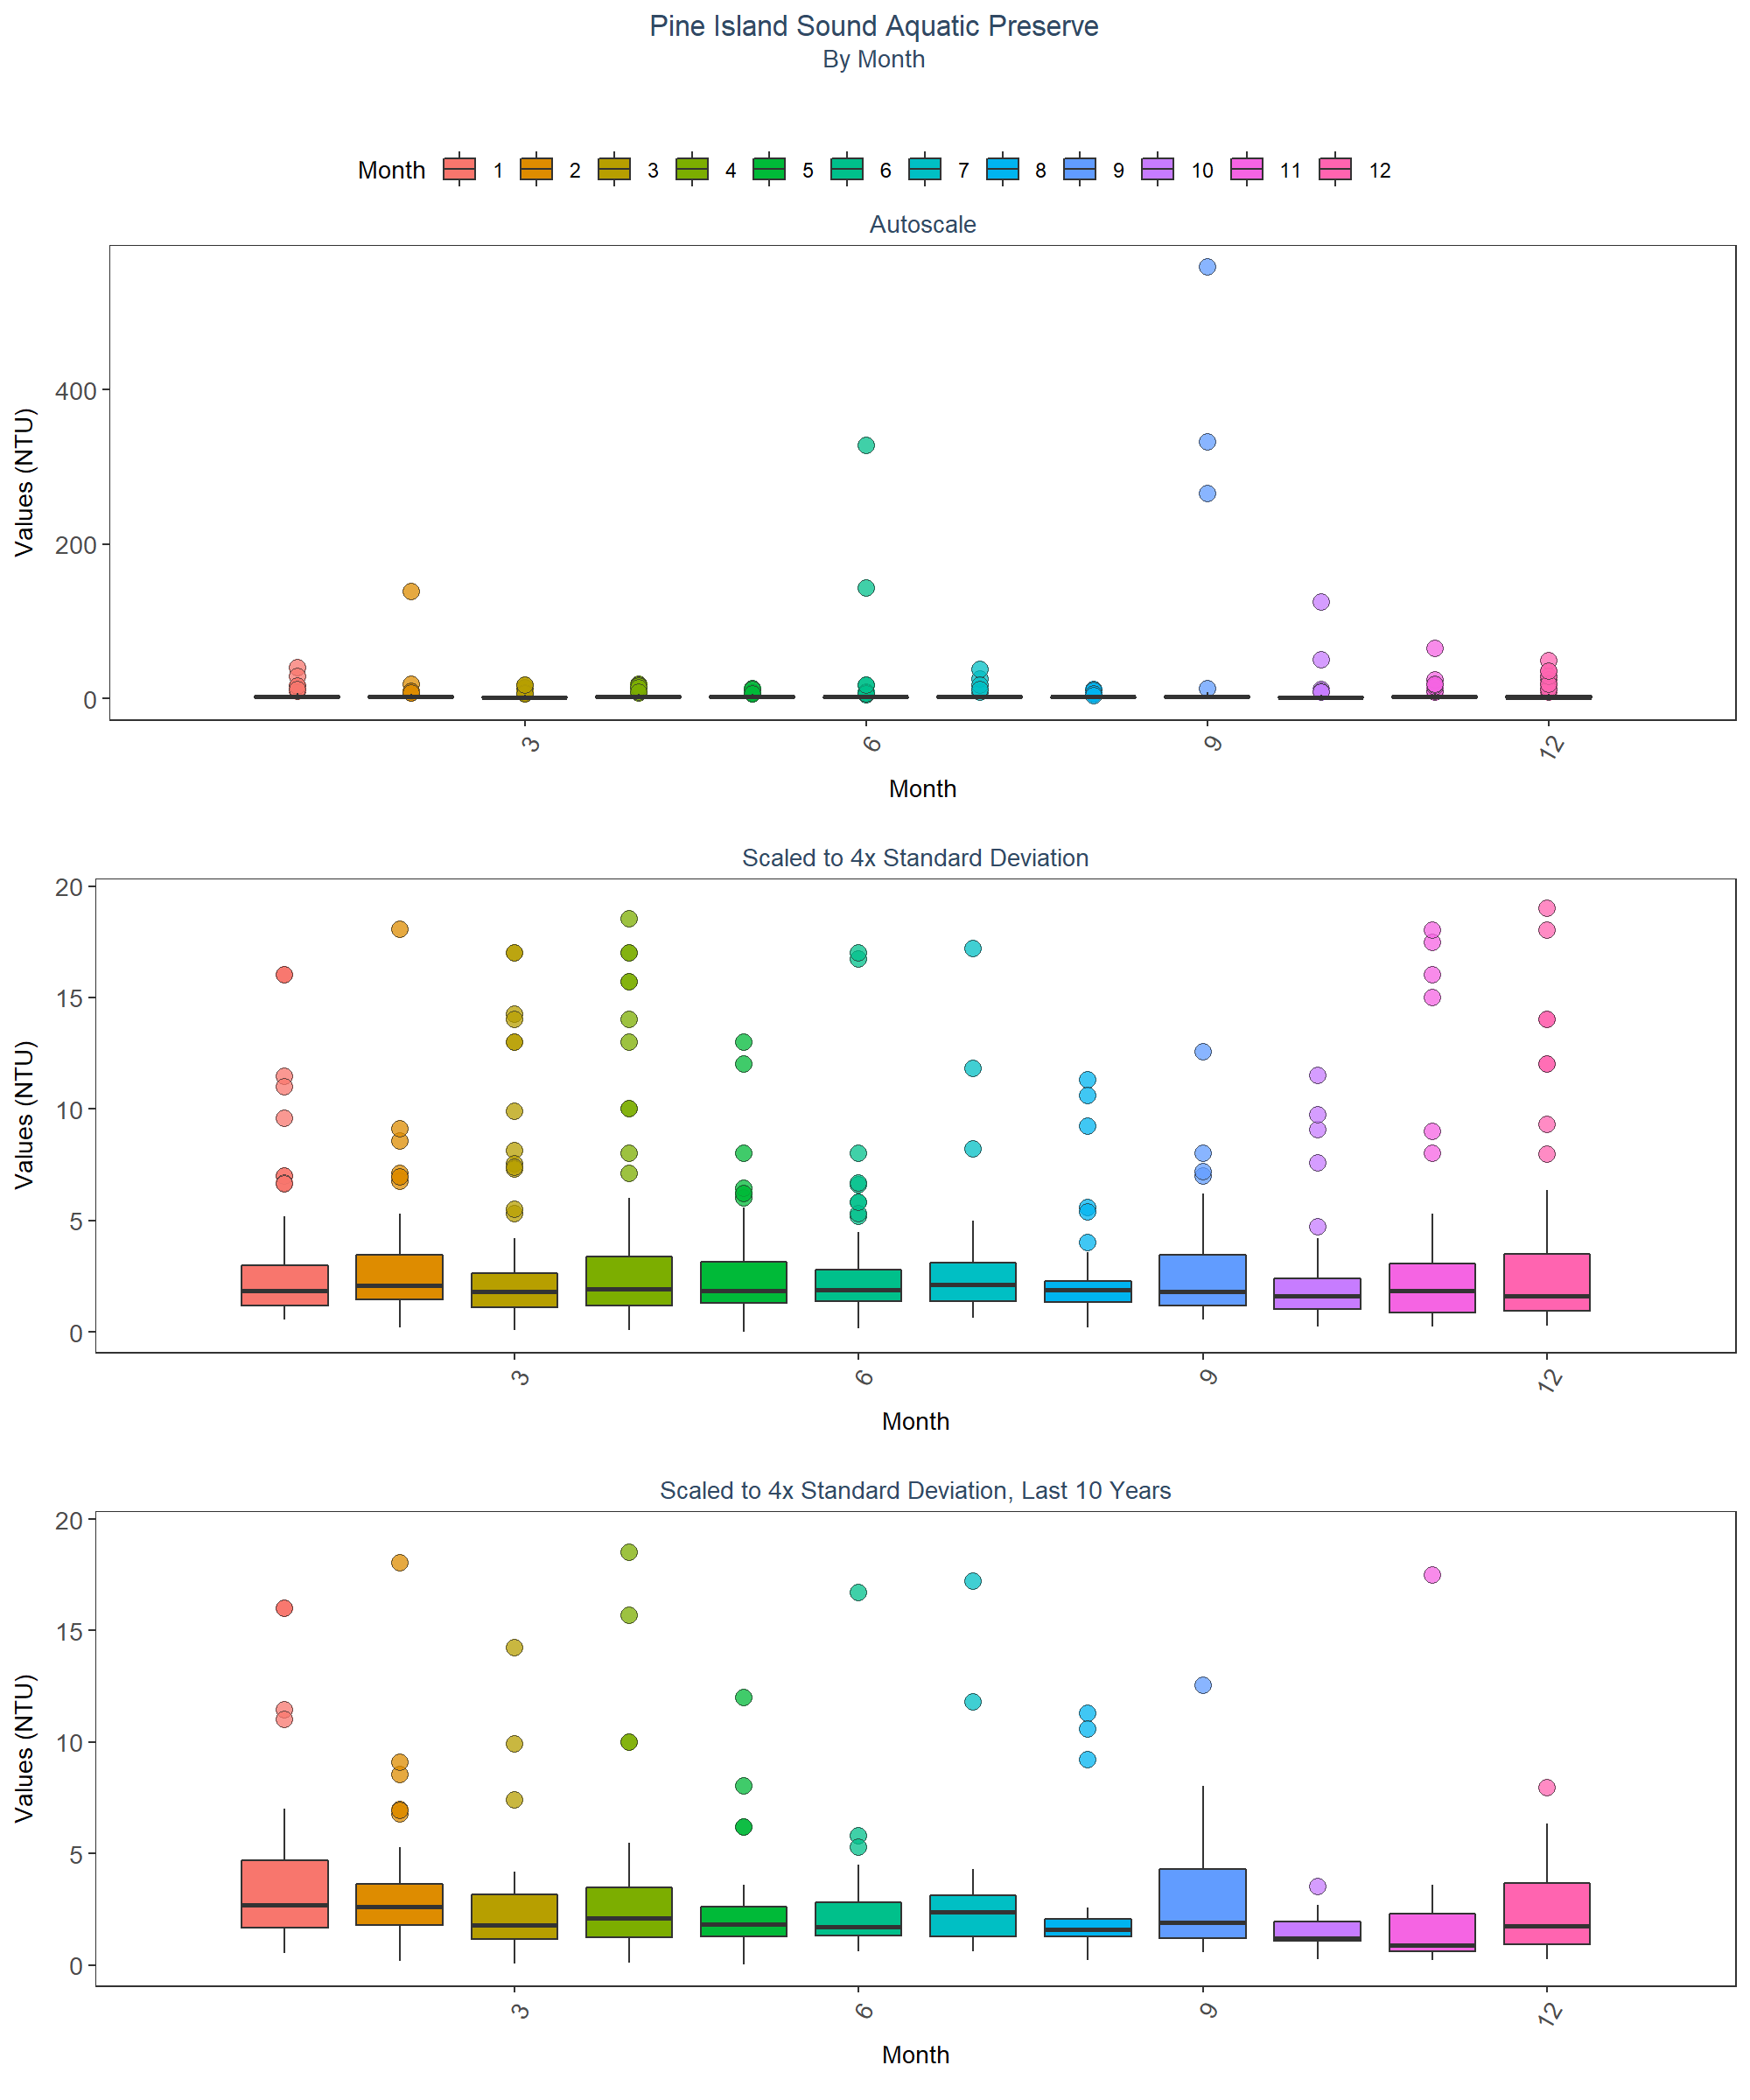 Pine Island Sound Aquatic Preserve
By Month
Month 1 2 3 4 5 6 7 8 9 10 11 12
Autoscale
Values (NTU)
400
200
0
3 6 9 12
Month
Scaled to 4x Standard Deviation
Values (NTU)
20
15
10
5
0
3 6 9 12
Month
Scaled to 4x Standard Deviation, Last 10 Years
Values (NTU)
20
15
10
5
0
3 6 9 12
Month